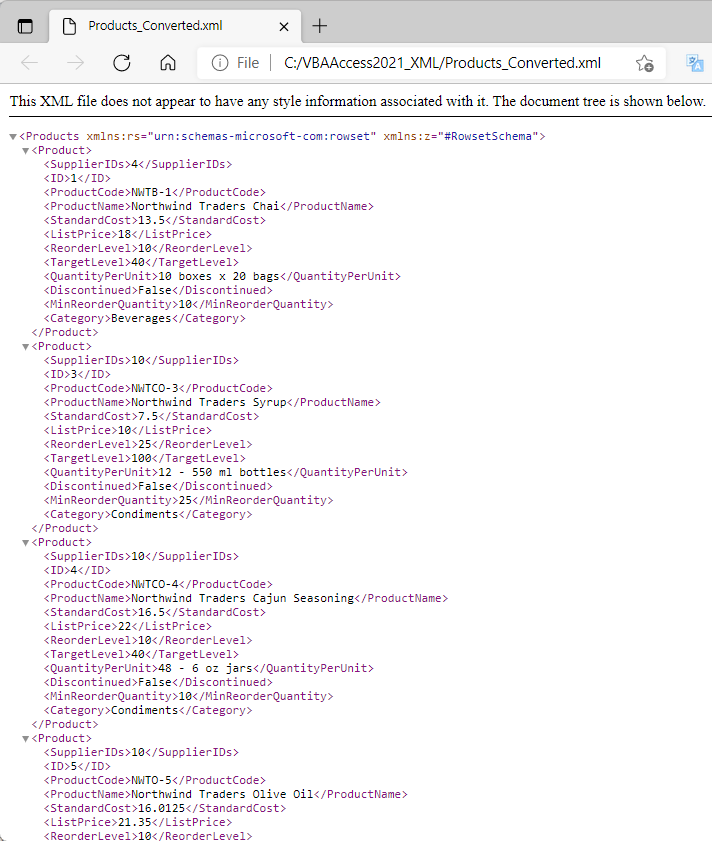 Products_Converted.xml
File | C:/VBAAccess2021_XML/Products_Converted.xml
This XML file does not appear to have any style information associated with it. The document tree is shown below.
<Products xmlns:rs="urn:schemas-microsoft-com:rowset" xmlns:z="#RowsetSchema">
<Product>
<SupplierIDs>4</SupplierIDs>
<ID>1</ID>
<ProductCode>NWTB-1</ProductCode>
<ProductName>Northwind Traders Chai</ProductName>
<StandardCost>13.5</StandardCost>
<ListPrice>18</ListPrice>
<ReorderLevel>10</ReorderLevel>
<TargetLevel>40</TargetLevel>
<QuantityPerUnit>10 boxes x 20 bags</QuantityPerUnit>
<Discontinued>False</Discontinued>
<MinReorderQuantity>10</MinReorderQuantity>
<Category>Beverages</Category>
</Product>
<Product>
<SupplierIDs>10</SupplierIDs>
<ID>3</ID>
<ProductCode>NWTCO-3</ProductCode>
<ProductName>Northwind Traders Syrup</ProductName>
<StandardCost>7.5</StandardCost>
<ListPrice>10</ListPrice>
<ReorderLevel>25</ReorderLevel>
<TargetLevel>100</TargetLevel>
<QuantityPerUnit>12 - 550 ml bottles</QuantityPerUnit>
<Discontinued>False</Discontinued>
<MinReorderQuantity>25</MinReorderQuantity>
<Category>Condiments</Category>
</Product>
<Product>
<SupplierIDs>10</SupplierIDs>
<ID>4</ID>
<ProductCode>NWTCO-4</ProductCode>
<ProductName>Northwind Traders Cajun Seasoning</ProductName>
<StandardCost>16.5</StandardCost>
<ListPrice>22</ListPrice>
<ReorderLevel>10</ReorderLevel>
<TargetLevel>40</TargetLevel>
<QuantityPerUnit>48 - 6 oz jars</QuantityPerUnit>
<Discontinued>False</Discontinued>
<MinReorderQuantity>10</MinReorderQuantity>
<Category>Condiments</Category>
</Product>
<Product>
<SupplierIDs>10</SupplierIDs>
<ID>5</ID>
<ProductCode>NWTO-5</ProductCode>
<ProductName>Northwind Traders Olive Oil</ProductName>
<StandardCost>16.0125</StandardCost>
<ListPrice>21.35</ListPrice>
<ReorderLevel>10</ReorderLevel>